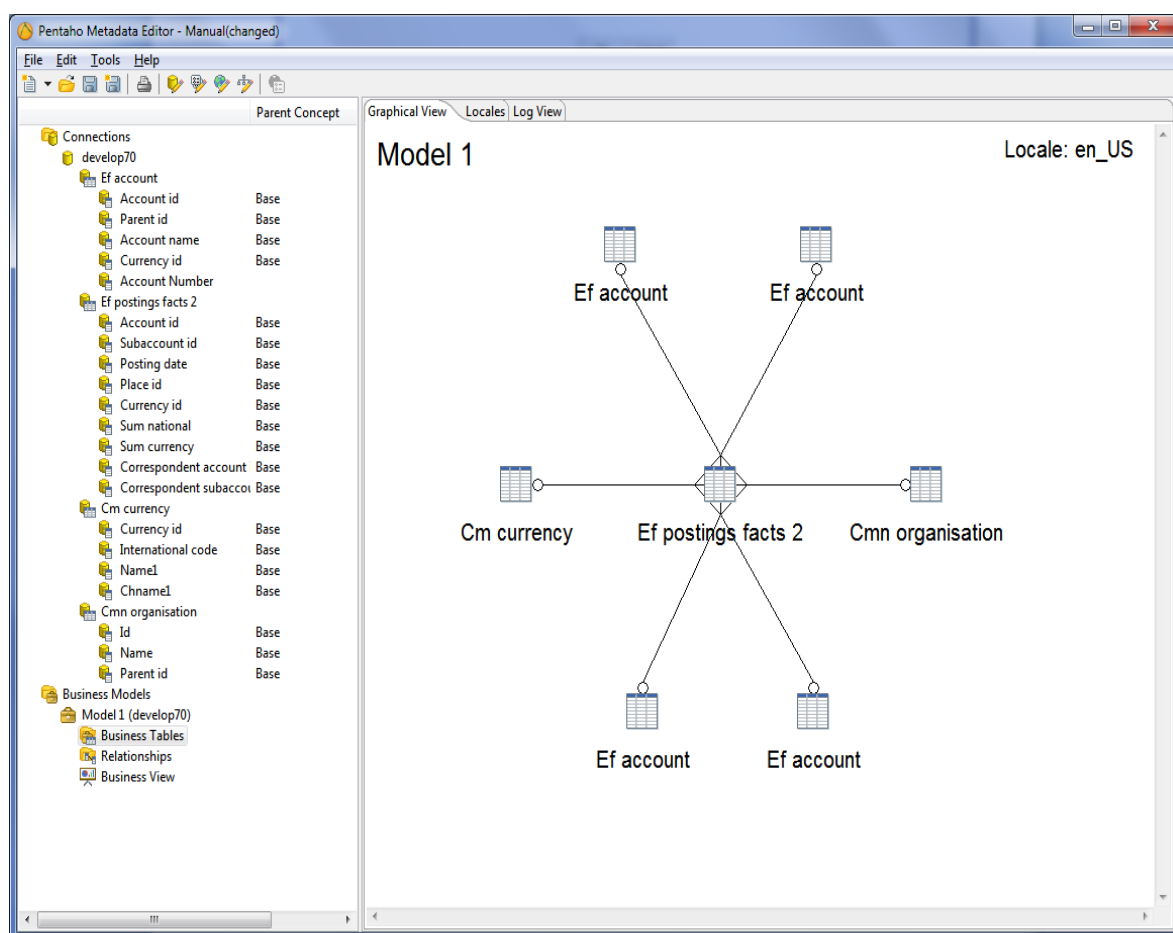 Pentaho Metadata Editor - Manual(changed)
File Edit Tools Help
Parent Concept
Connections
develop70
Ef account
Account id Base
Parent id Base
Account name Base
Currency id Base
Account Number
Ef postings facts 2
Account id Base
Subaccount id Base
Posting date Base
Place id Base
Currency id Base
Sum national Base
Sum currency Base
Correspondent account Base
Correspondent subaccou Base
Cm currency
Currency id Base
International code Base
Name1 Base
Chname1 Base
Cmn organisation
Id Base
Name Base
Parent id Base
Business Models
Model 1 (develop70)
Business Tables
Relationships
Business View
Graphical View Locales Log View
Model 1 Locale: en_US
Ef account Ef account
Cm currency Ef postings facts 2 Cmn organisation
Ef account Ef account